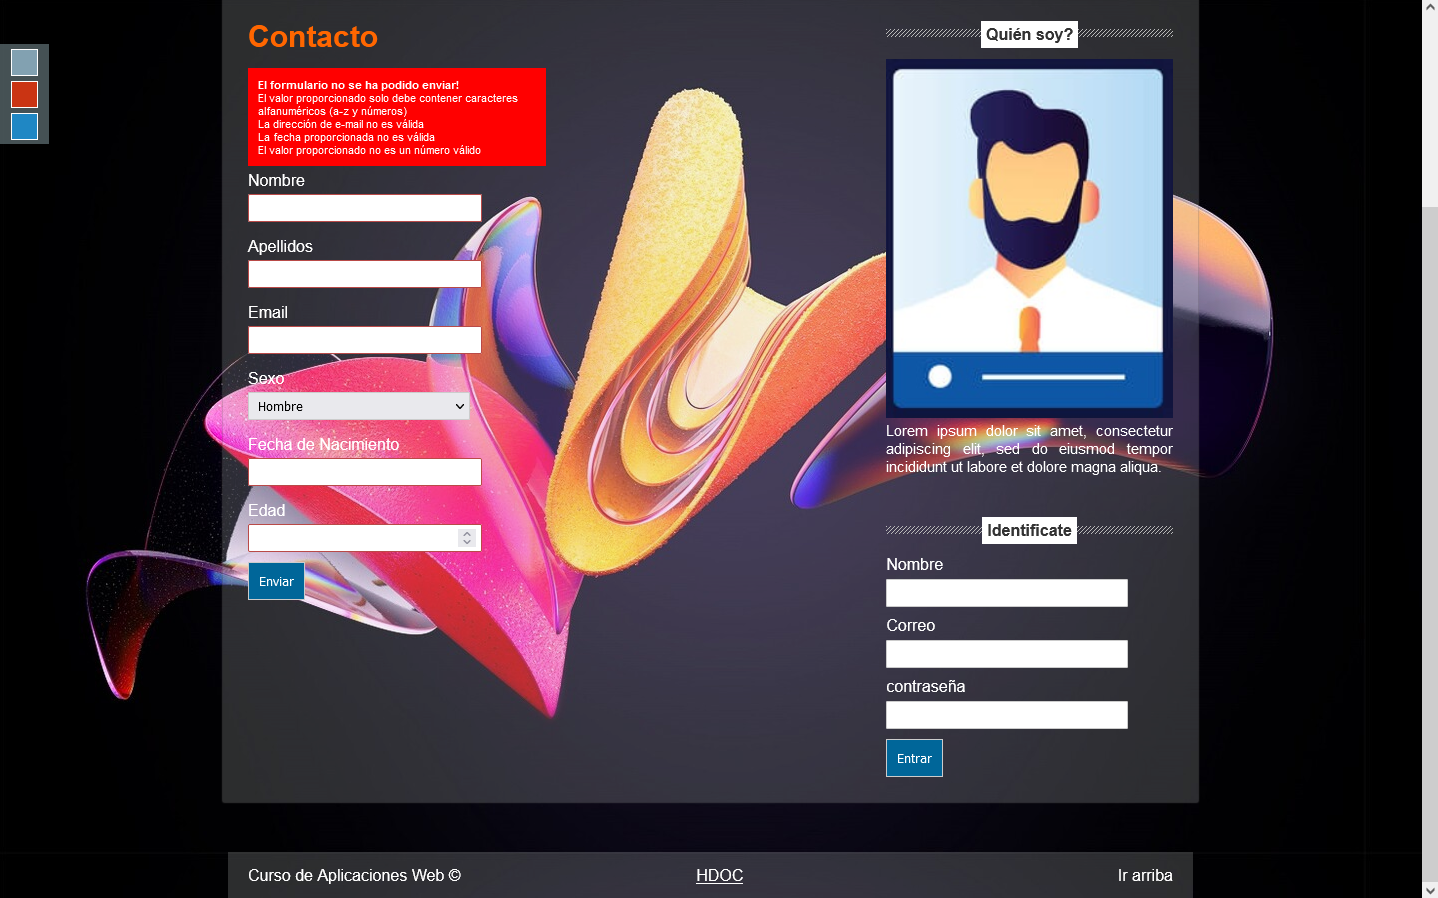 Contacto
El formulario no se ha podido enviar!
El valor proporcionado solo debe contener caracteres
alfanuméricos (a-z y números)
La dirección de e-mail no es válida
La fecha proporcionada no es válida
El valor proporcionado no es un número válido
Nombre
Apellidos
Email
Sexo
Hombre
Fecha de Nacimiento
Edad
Enviar
Quién soy?
Lorem ipsum dolor sit amet, consectetur
adipiscing elit, sed do eiusmod tempor
incididunt ut labore et dolore magna aliqua.
Identificate
Nombre
Correo
contraseña
Entrar
Curso de Aplicaciones Web ©
HDOC
Ir arriba